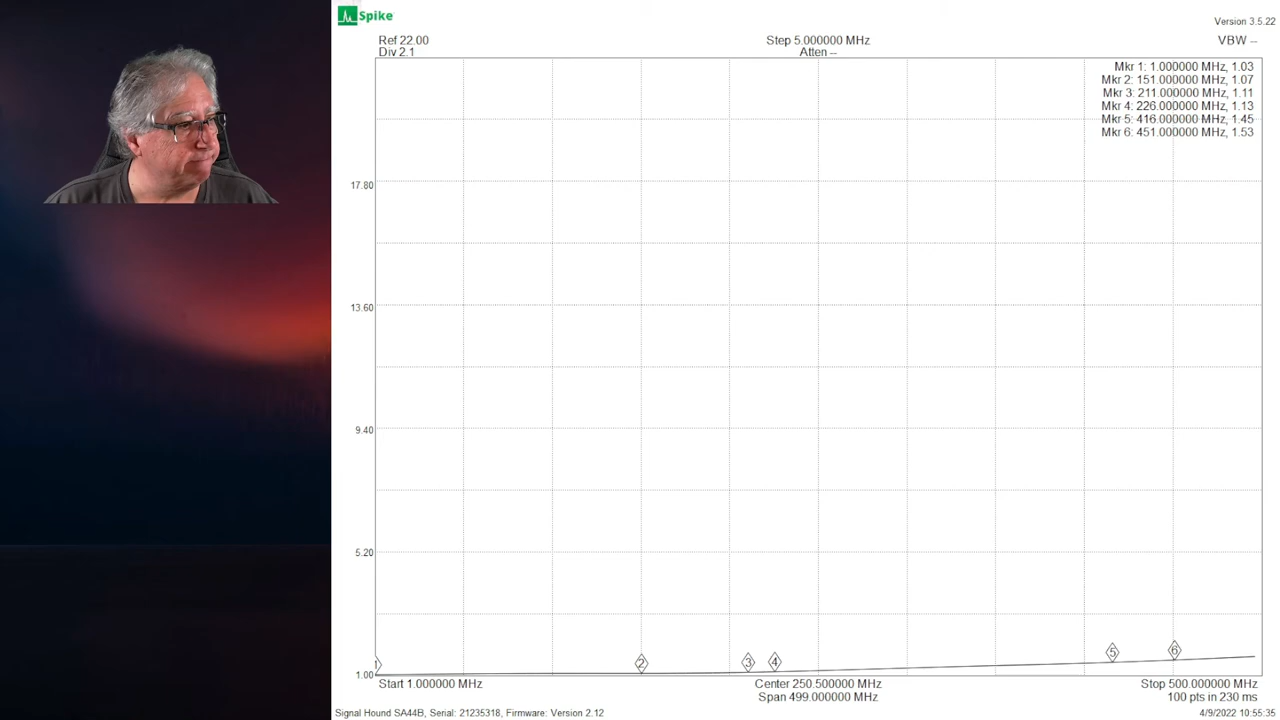 Spike
Version 3.5.22
Ref 22.00
Step 5.000000 MHz
VBW --
Div 2.1
Atten --
Mkr 1: 1.000000 MHz, 1.03
Mkr 2: 151.000000 MHz, 1.07
Mkr 3: 211.000000 MHz, 1.11
Mkr 4: 226.000000 MHz, 1.13
Mkr 5: 416.000000 MHz, 1.45
Mkr 6: 451.000000 MHz, 1.53
17.80
13.60
9.40
5.20
1.00
1
2
3
4
5
6
Start 1.000000 MHz
Center 250.500000 MHz
Stop 500.000000 MHz
Span 499.000000 MHz
100 pts in 230 ms
Signal Hound SA44B, Serial: 21235318, Firmware: Version 2.12
4/9/2022 10:55:35